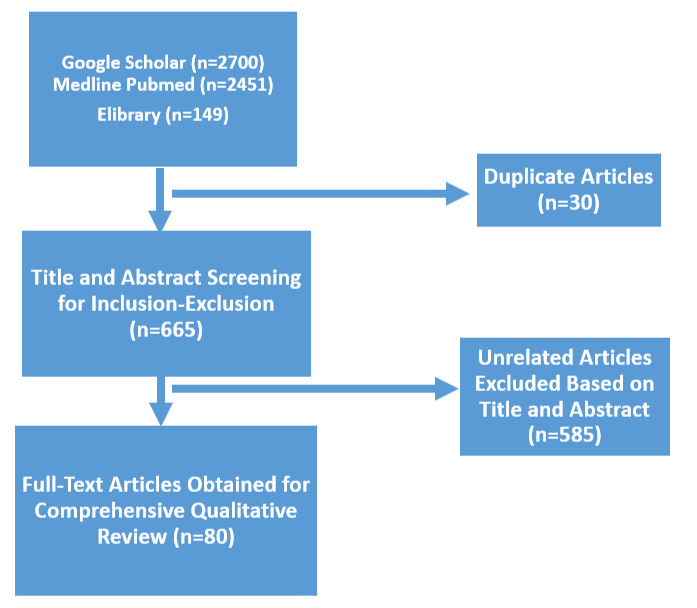 Google Scholar (n=2700)
Medline Pubmed (n=2451)
Elibrary (n=149)
Duplicate Articles
(n=30)
Title and Abstract Screening
for Inclusion-Exclusion
(n=665)
Unrelated Articles
Excluded Based on
Title and Abstract
(n=585)
Full-Text Articles Obtained for
Comprehensive Qualitative
Review (n=80)